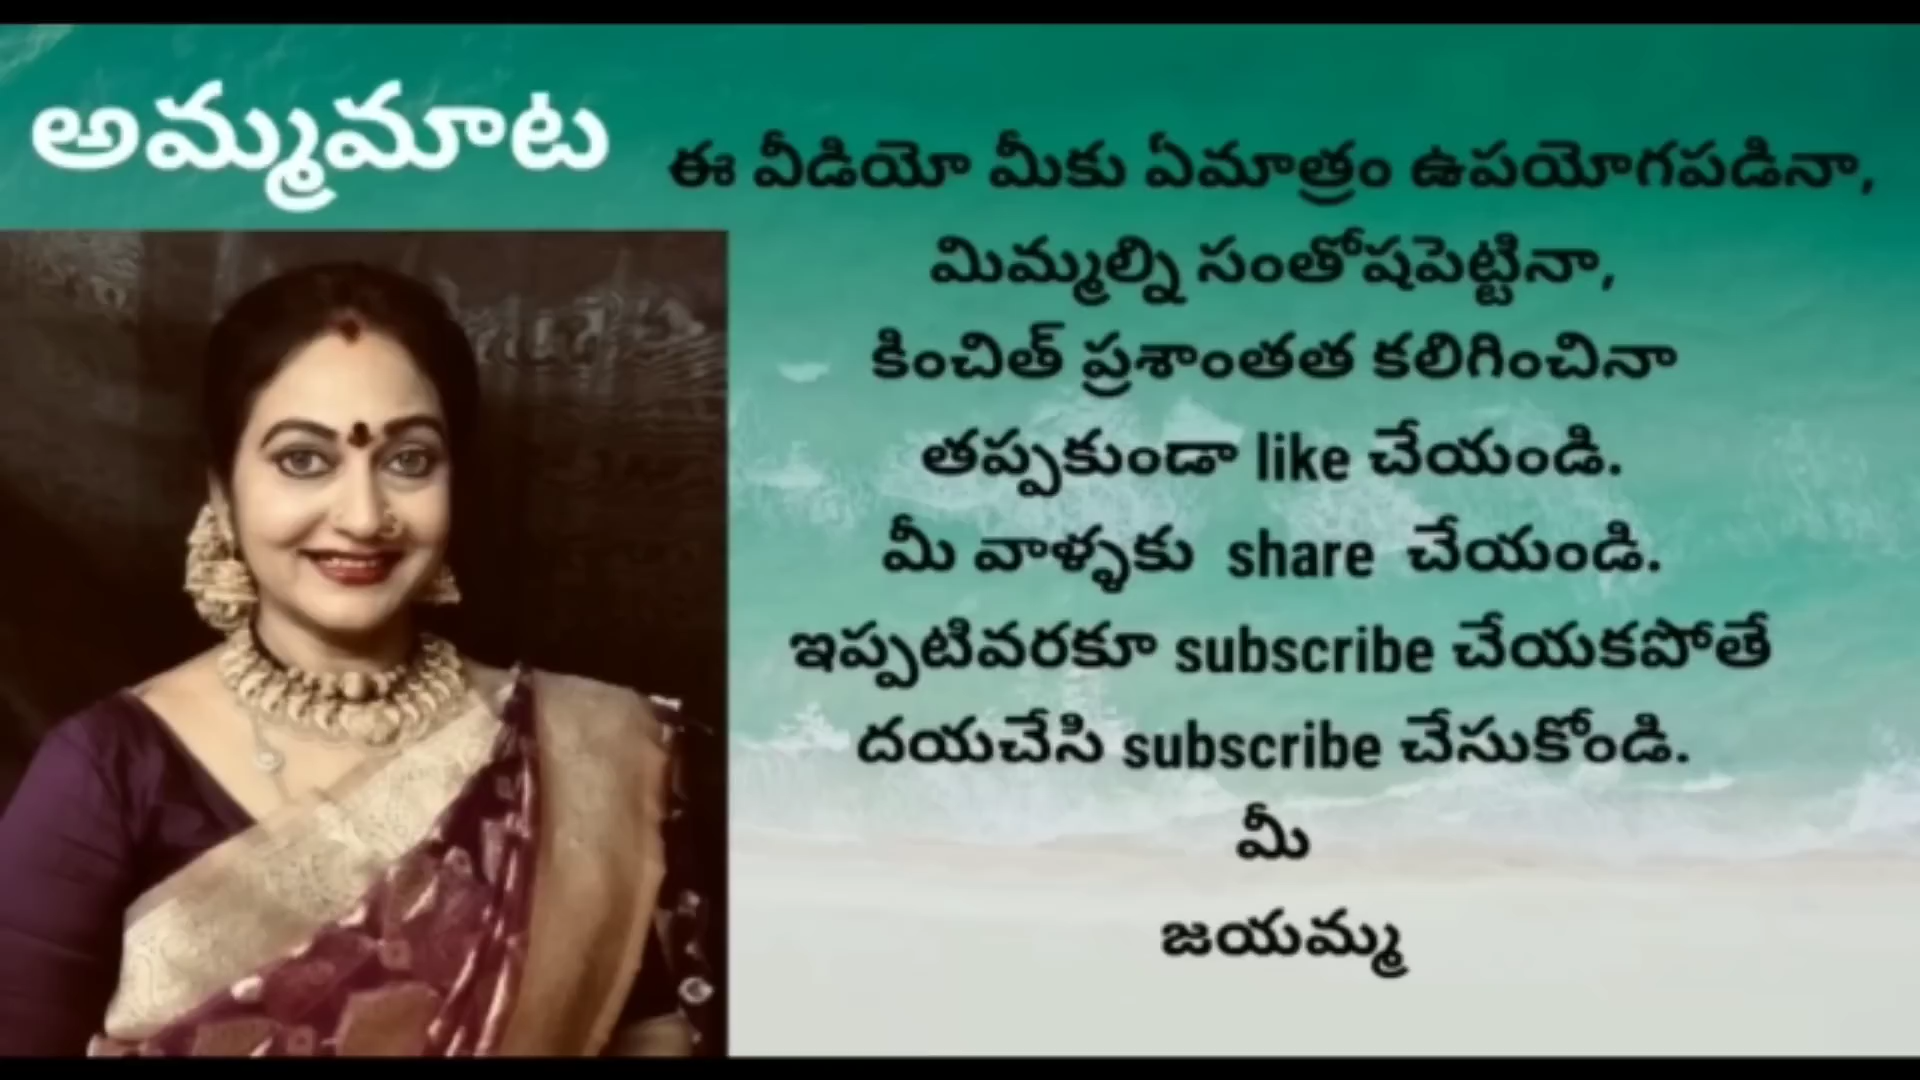 అమ్మమాట
ఈ వీడియో మీకు ఏమాత్రం ఉపయోగపడినా,
మిమ్మల్ని సంతోషపెట్టినా,
కించిత్ ప్రశాంతత కలిగించినా
తప్పకుండా like చేయండి.
మీ వాళ్ళకు share చేయండి.
ఇప్పటివరకూ subscribe చేయకపోతే
దయచేసి subscribe చేసుకోండి.
మీ
జయమ్మ